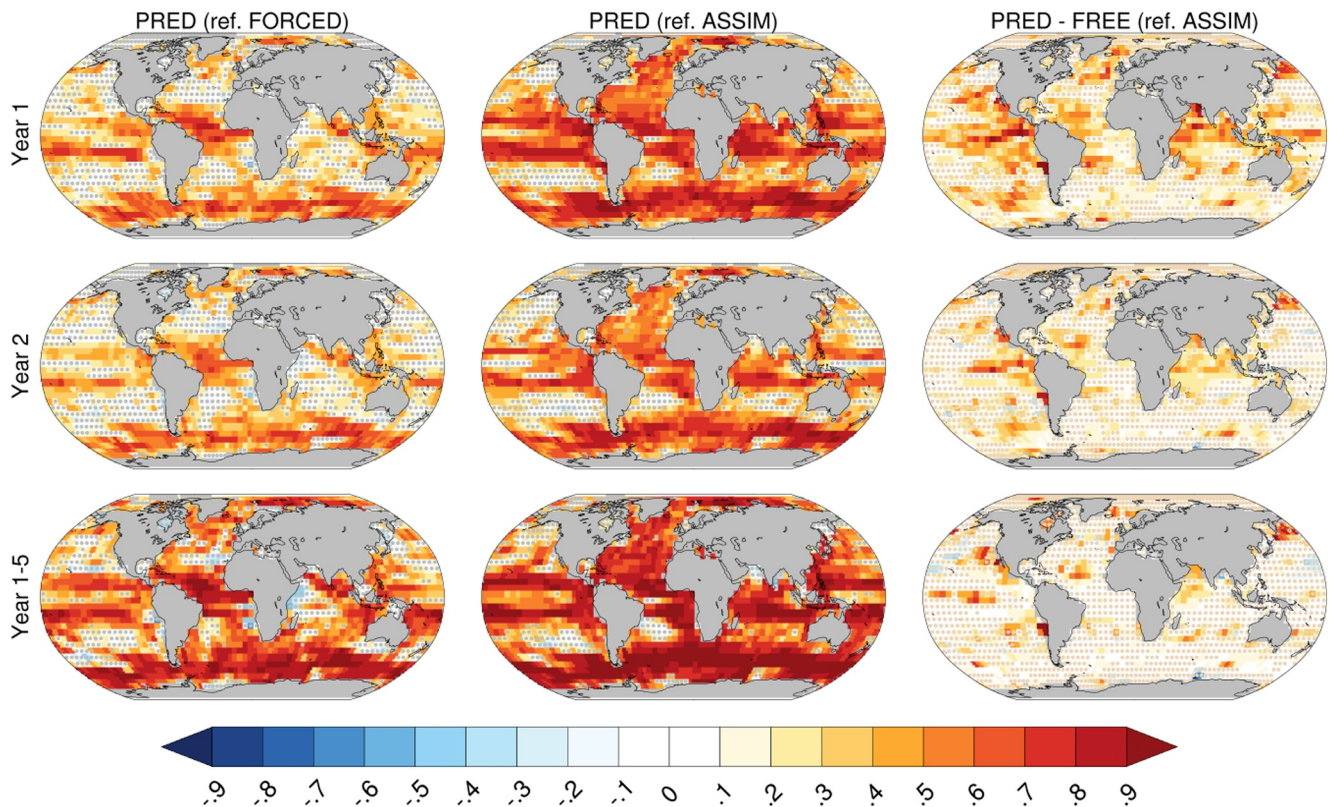 PRED (ref. FORCED)
PRED (ref. ASSIM)
PRED - FREE (ref. ASSIM)
Year 1
Year 2
Year 1-5
-.9 -.8 -.7 -.6 -.5 -.4 -.3 -.2 -.1 0 .1 .2 .3 .4 .5 .6 .7 .8 .9